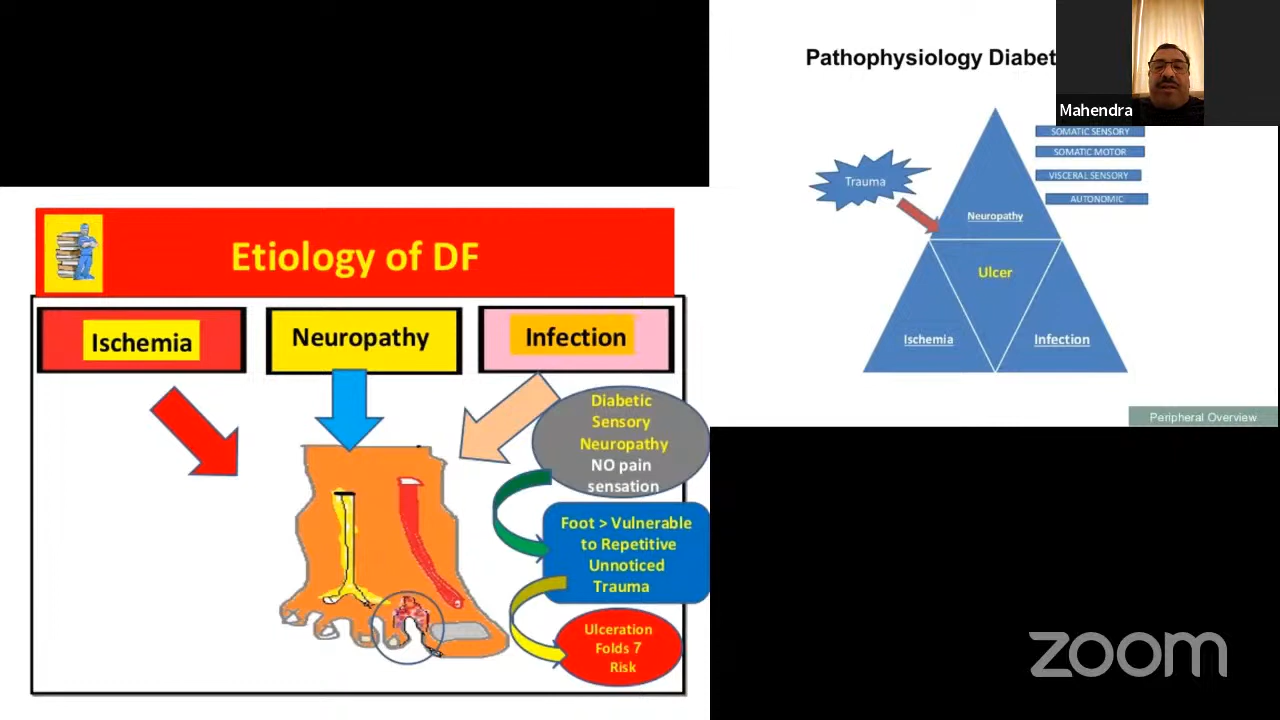 Etiology of DF
Ischemia
Neuropathy
Infection
Diabetic
Sensory
Neuropathy
NO pain
sensation
Foot > Vulnerable
to Repetitive
Unnoticed
Trauma
Ulceration
Folds 7
Risk
Pathophysiology Diabet
Mahendra
SOMATIC SENSORY
SOMATIC MOTOR
VISCERAL SENSORY
AUTONOMIC
Trauma
Neuropathy
Ulcer
Ischemia
Infection
Peripheral Overview
zoom